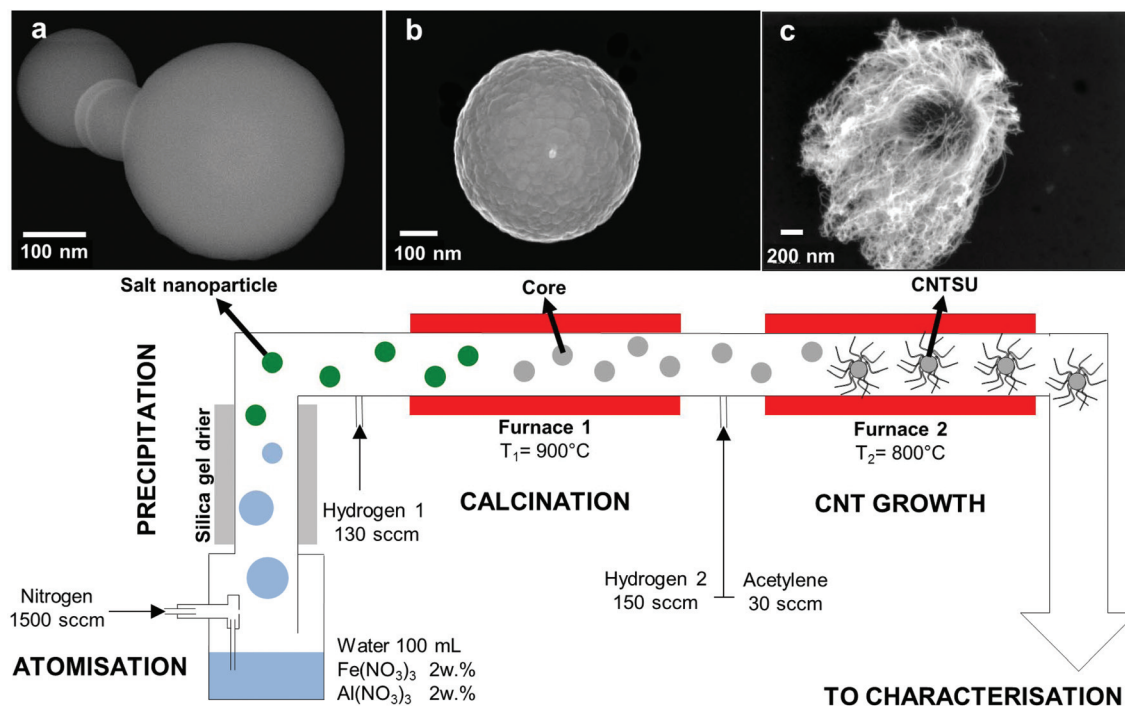 a
100 nm
b
100 nm
c
200 nm
Salt nanoparticle
Core
CNTSU
PRECIPITATION
Silica gel drier
Furnace 1
T₁= 900°C
Furnace 2
T₂= 800°C
CALCINATION
CNT GROWTH
Hydrogen 1
130 sccm
Hydrogen 2
150 sccm
Acetylene
30 sccm
Nitrogen
1500 sccm
ATOMISATION
Water 100 mL
Fe(NO₃)₃ 2w.%
Al(NO₃)₃ 2w.%
TO CHARACTERISATION